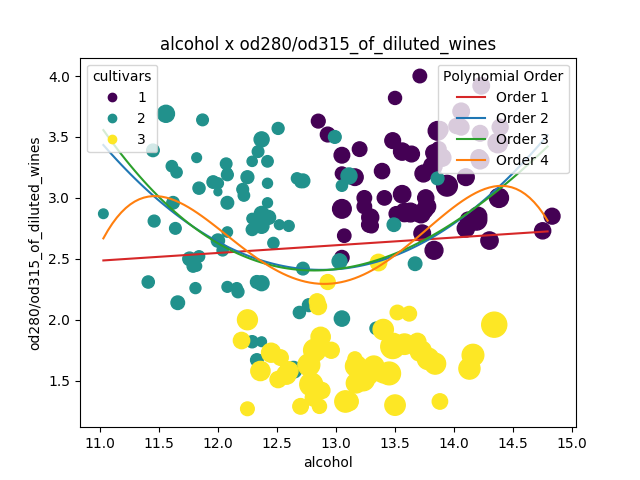 alcohol x od280/od315_of_diluted_wines
cultivars
1
2
3
Polynomial Order
Order 1
Order 2
Order 3
Order 4
od280/od315_of_diluted_wines
4.0
3.5
3.0
2.5
2.0
1.5
11.0 11.5 12.0 12.5 13.0 13.5 14.0 14.5 15.0
alcohol